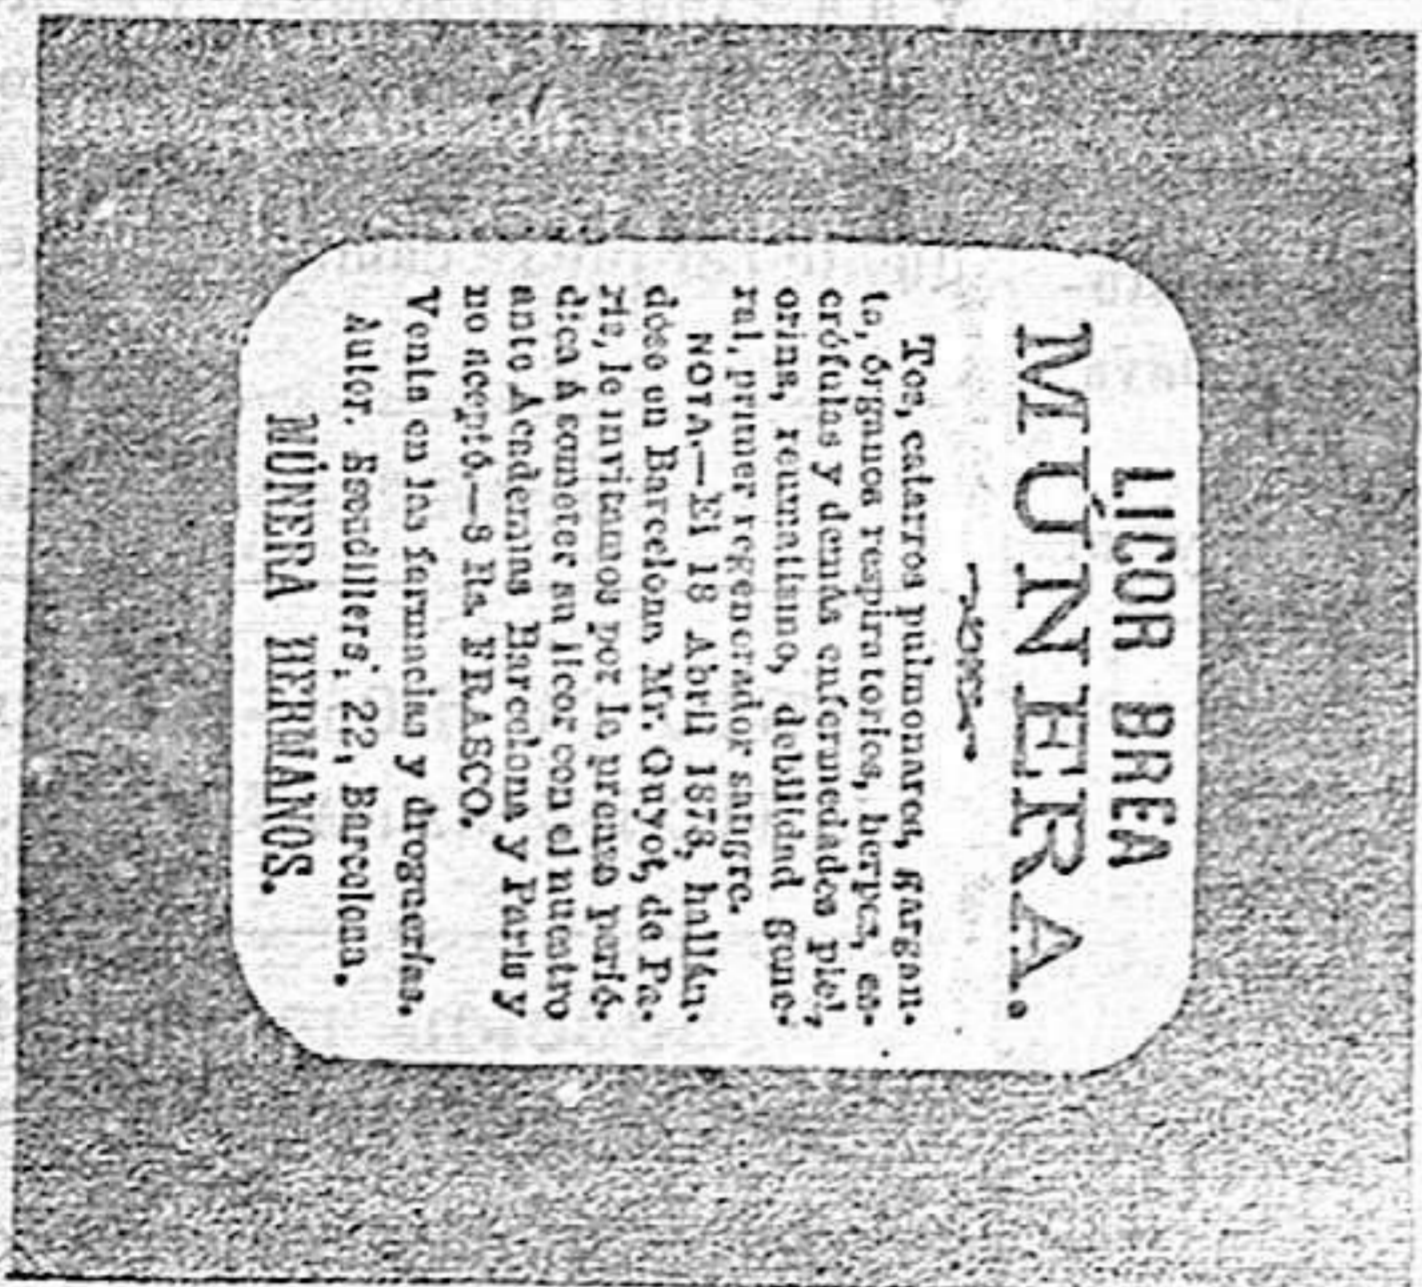 LICOR BREA
MÚNERA.
Tos, catarros pulmonares, gargan-
ta, órganos respiratorios, herpes, es-
crófulas y demás enfermedades piel,
orina, reumatismo, debilidad gene-
ral, primer regenerador sangre.
NOTA.—El 18 Abril 1878, hallán-
dose en Barcelona Mr. Guyot, de Pa-
ris, le invitamos por la prensa perió-
dica á someter su licor con el nuestro
ante Academias Barcelona y Paris y
no aceptó.—8 Rs. FRASCO.
Venta en las farmacias y droguerías.
Autor. Escudillers, 22, Barcelona.
MÚNERA HERMANOS.